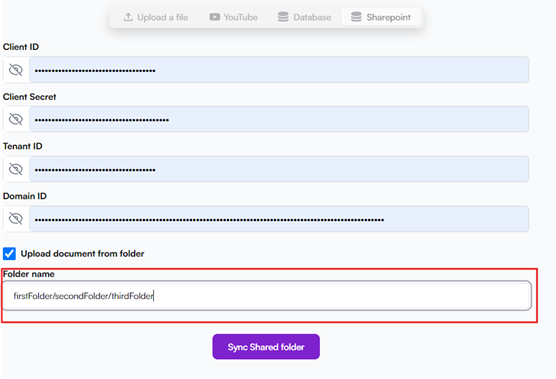 Upload a file YouTube Database Sharepoint
Client ID
••••••••••••••••••••••••••••••••••••
Client Secret
••••••••••••••••••••••••••••••••••••••••
Tenant ID
••••••••••••••••••••••••••••••••••••
Domain ID
••••••••••••••••••••••••••••••••••••••••••••••••••••••••••••••••••••••••••••••••••••••••••••••••••••••••
Upload document from folder
Folder name
firstFolder/secondFolder/thirdFolder
Sync Shared folder